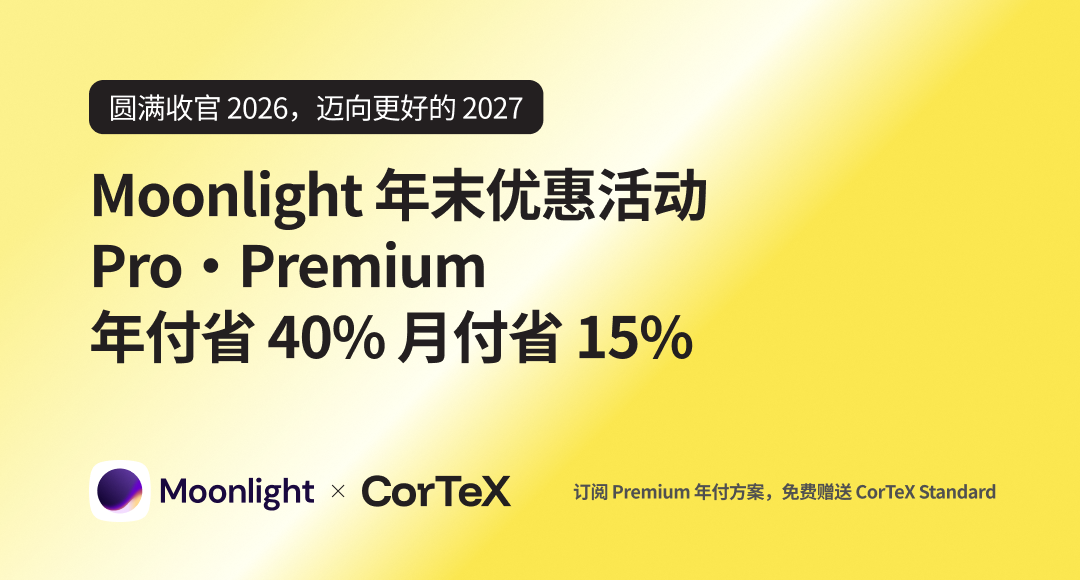 圆满收官 2026，迈向更好的 2027
Moonlight 年末优惠活动
Pro・Premium
年付省 40% 月付省 15%
Moonlight × CorTeX
订阅 Premium 年付方案，免费赠送 CorTeX Standard